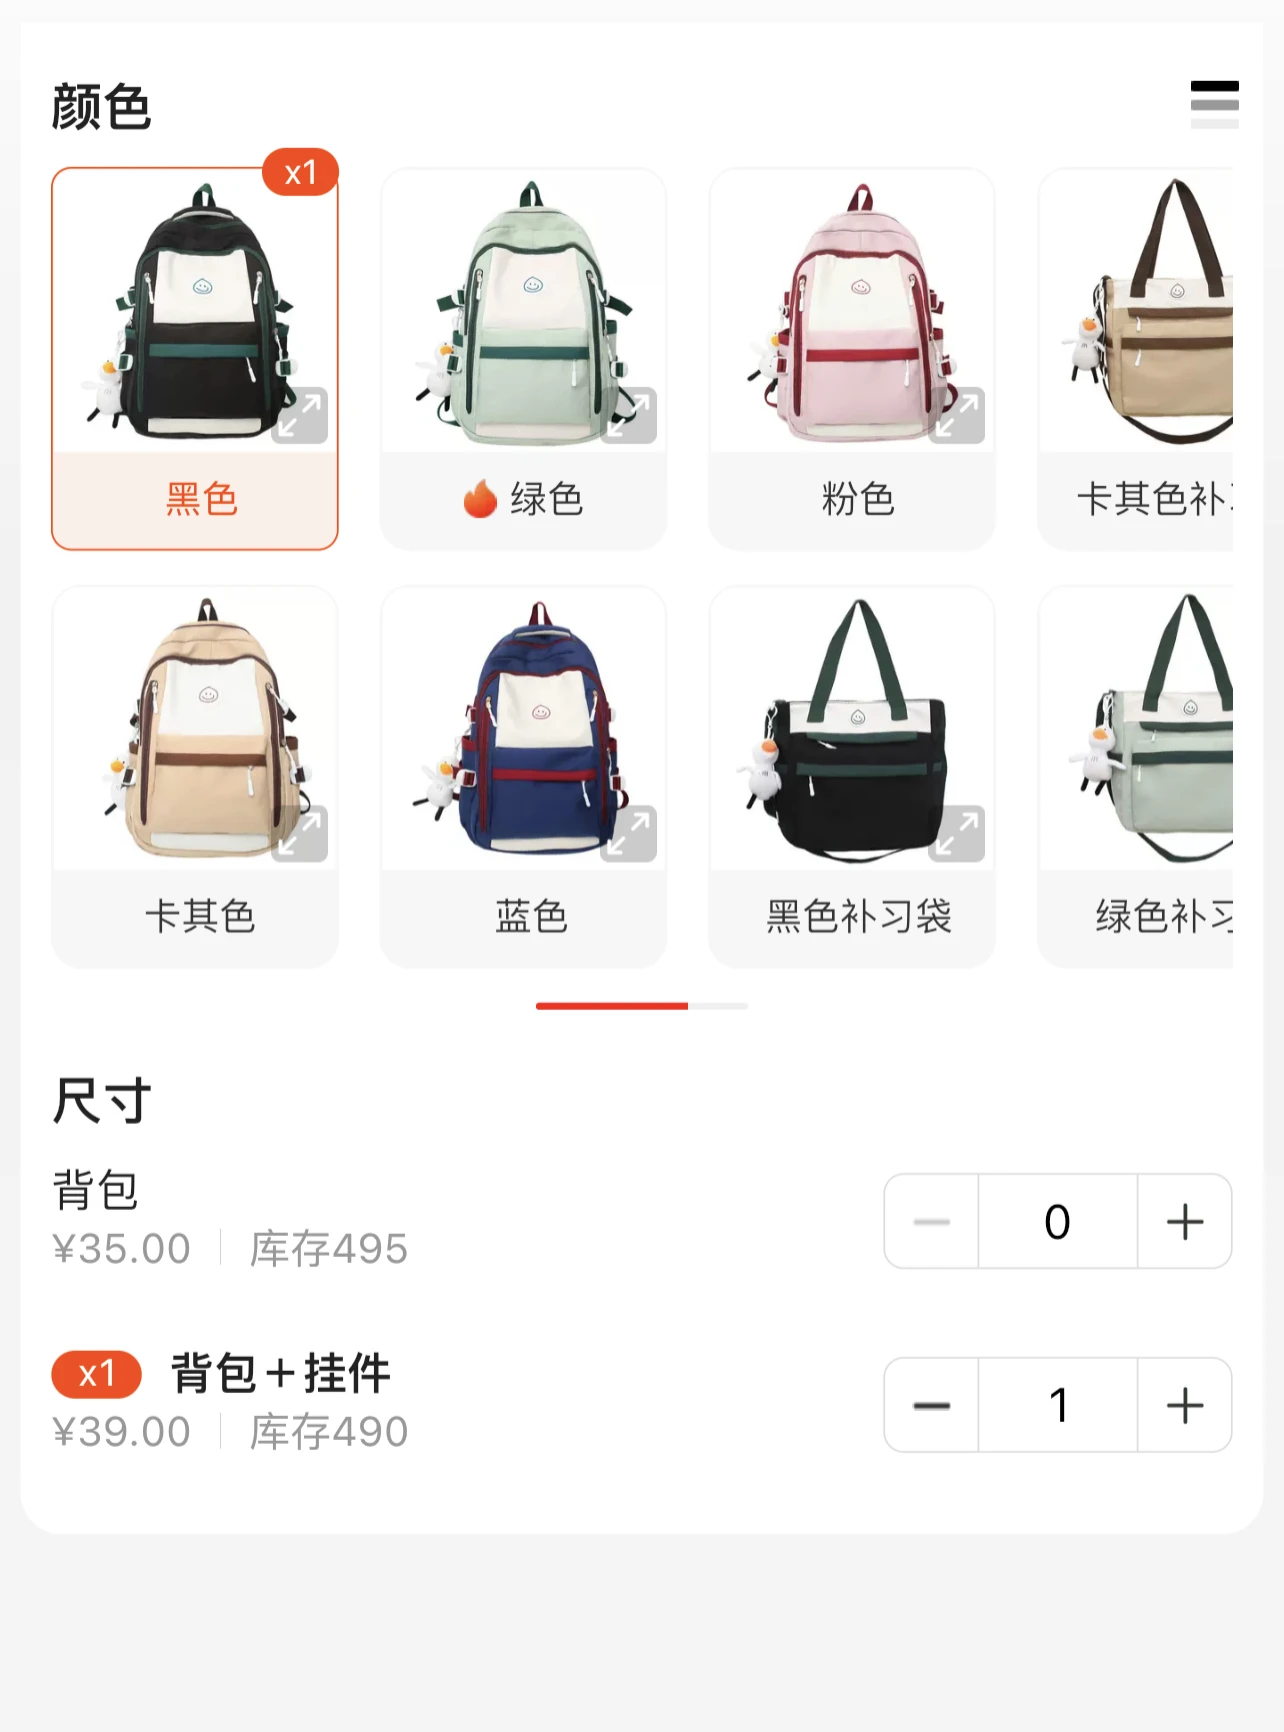 颜色
x1
黑色
绿色
粉色
卡其色补
卡其色
蓝色
黑色补习袋
绿色补习
尺寸
背包
¥35.00 库存495
0
x1 背包+挂件
¥39.00 库存490
1